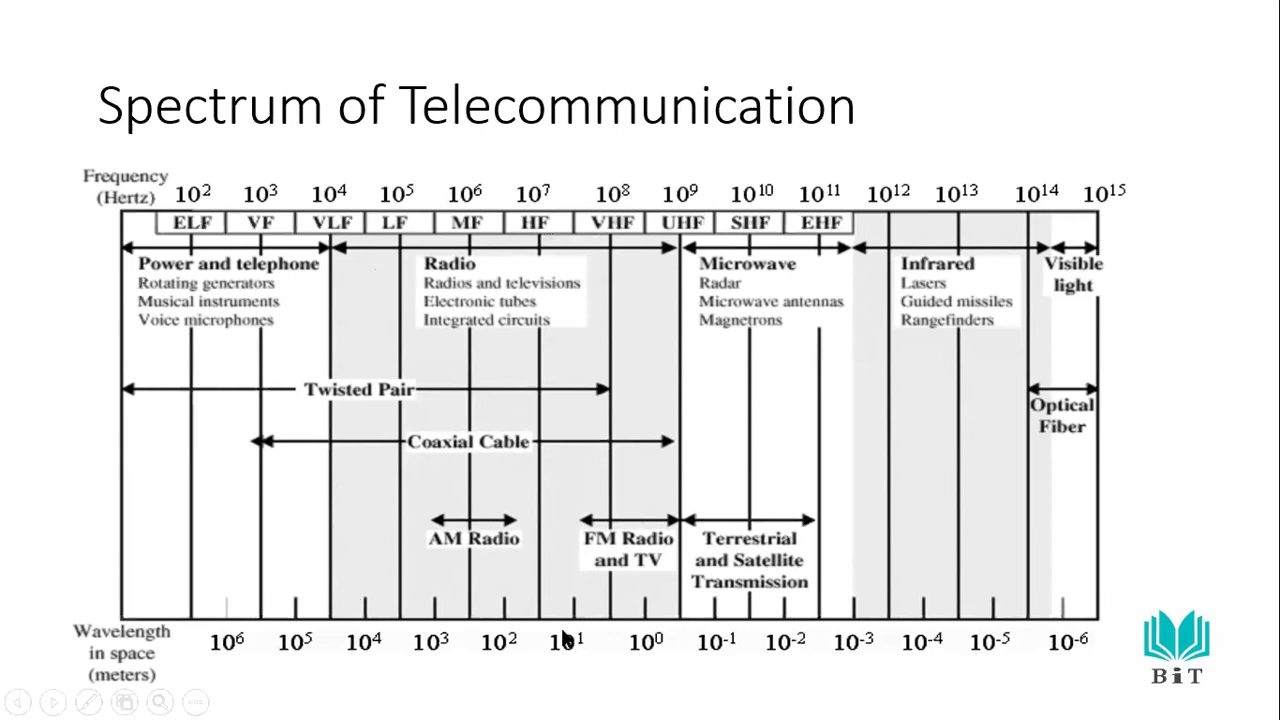 Spectrum of Telecommunication
Frequency
(Hertz) 10² 10³ 10⁴ 10⁵ 10⁶ 10⁷ 10⁸ 10⁹ 10¹⁰ 10¹¹ 10¹² 10¹³ 10¹⁴ 10¹⁵
ELF VF VLF LF MF HF VHF UHF SHF EHF
Power and telephone
Rotating generators
Musical instruments
Voice microphones
Radio
Radios and televisions
Electronic tubes
Integrated circuits
Microwave
Radar
Microwave antennas
Magnetrons
Infrared
Lasers
Guided missiles
Rangefinders
Visible
light
Twisted Pair
Optical
Fiber
Coaxial Cable
AM Radio
FM Radio
and TV
Terrestrial
and Satellite
Transmission
Wavelength
in space
(meters)
10⁶ 10⁵ 10⁴ 10³ 10² 10¹ 10⁰ 10⁻¹ 10⁻² 10⁻³ 10⁻⁴ 10⁻⁵ 10⁻⁶
BiT